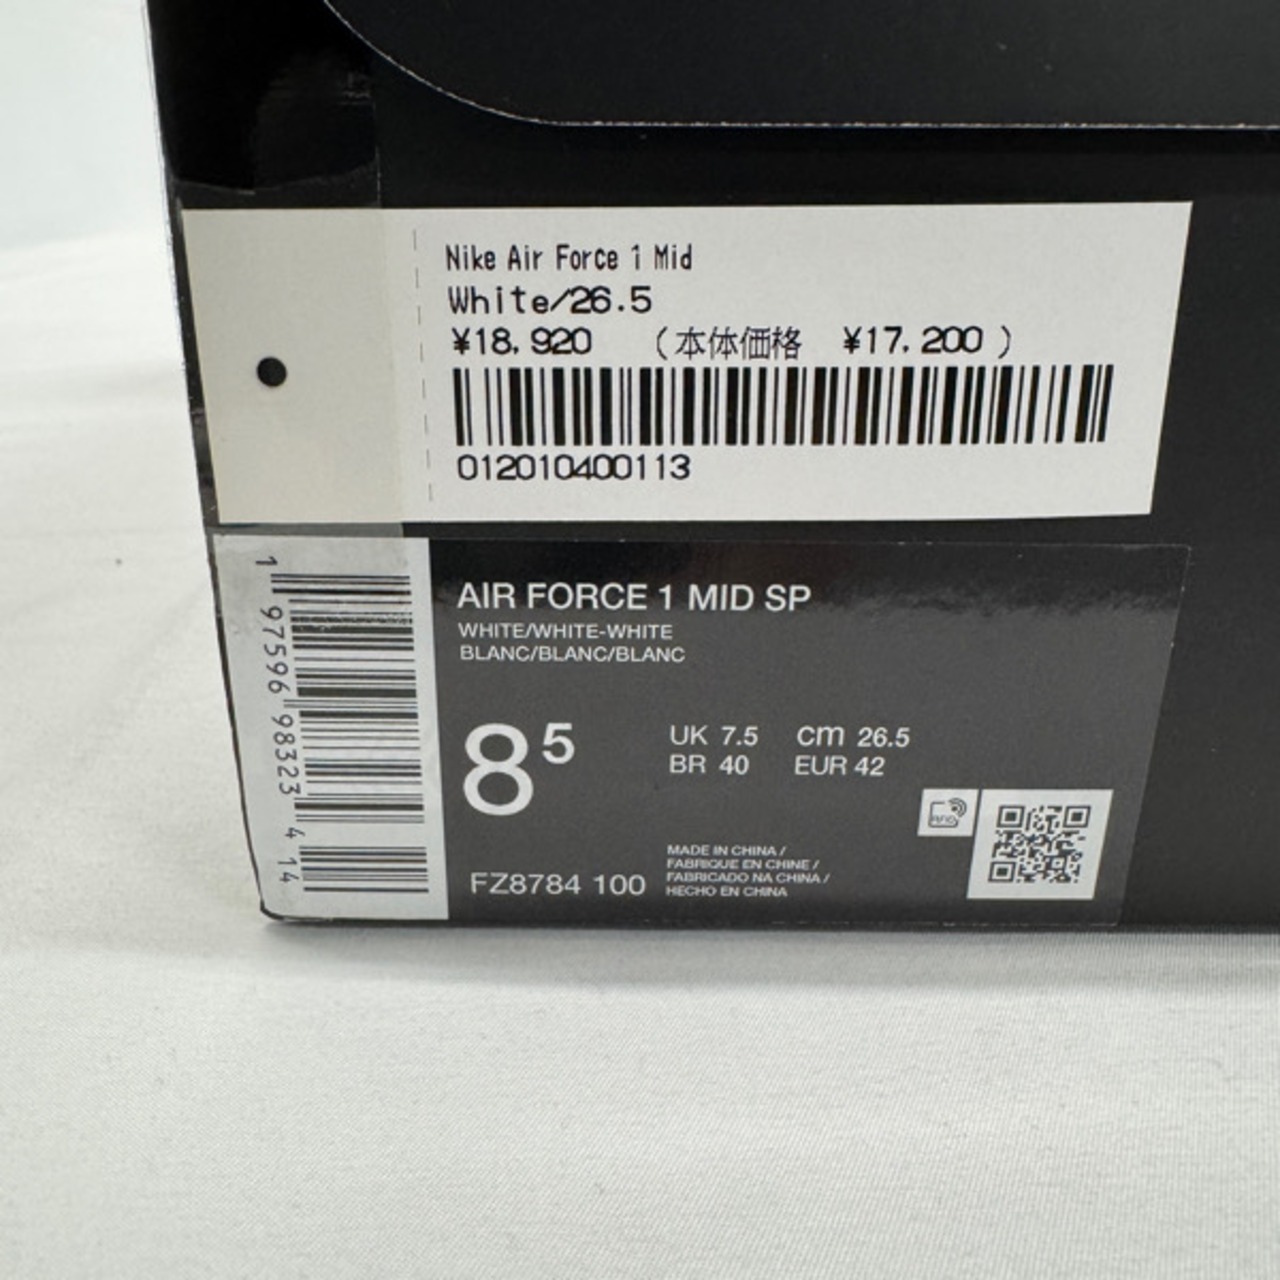 Nike Air Force 1 Mid
White/26.5
¥18,920 (本体価格 ¥17,200)
012010400113
1 97596 98323 4 14
AIR FORCE 1 MID SP
WHITE/WHITE-WHITE
BLANC/BLANC/BLANC
8⁵
UK 7.5 cm 26.5
BR 40 EUR 42
RFID
FZ8784 100
MADE IN CHINA /
FABRIQUE EN CHINE /
FABRICADO NA CHINA /
HECHO EN CHINA